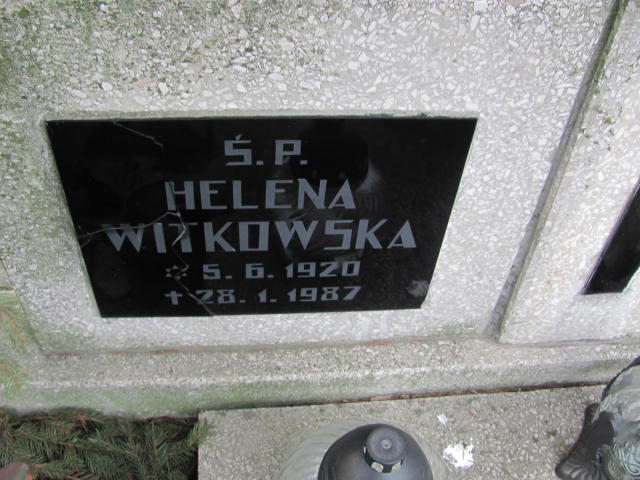 Ś.P.
HELENA
WITKOWSKA
* 5.6.1920
✝ 28.1.1987